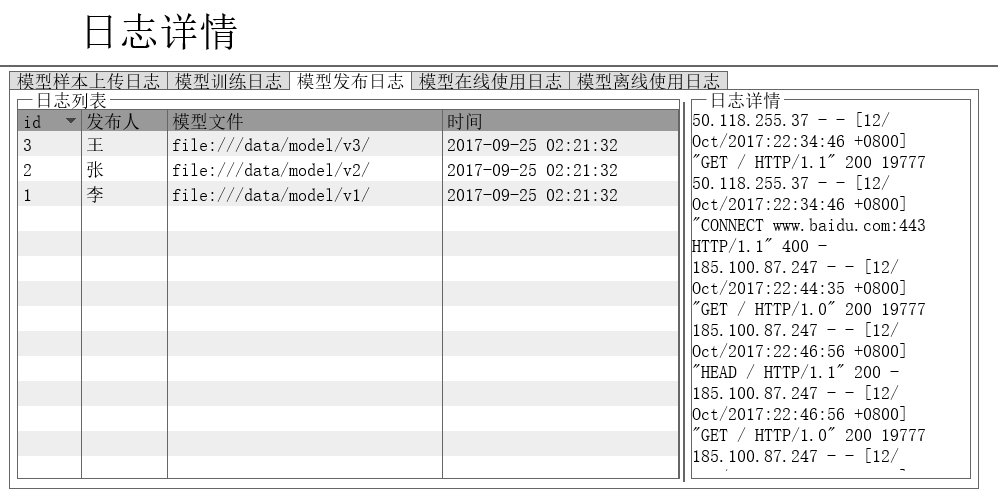 日志详情
模型样本上传日志 模型训练日志 模型发布日志 模型在线使用日志 模型离线使用日志
日志列表
id 发布人 模型文件 时间
3 王 file:///data/model/v3/ 2017-09-25 02:21:32
2 张 file:///data/model/v2/ 2017-09-25 02:21:32
1 李 file:///data/model/v1/ 2017-09-25 02:21:32
日志详情
50.118.255.37 - - [12/
Oct/2017:22:34:46 +0800]
"GET / HTTP/1.1" 200 19777
50.118.255.37 - - [12/
Oct/2017:22:34:46 +0800]
"CONNECT www.baidu.com:443
HTTP/1.1" 400 -
185.100.87.247 - - [12/
Oct/2017:22:44:35 +0800]
"GET / HTTP/1.0" 200 19777
185.100.87.247 - - [12/
Oct/2017:22:46:56 +0800]
"HEAD / HTTP/1.1" 200 -
185.100.87.247 - - [12/
Oct/2017:22:46:56 +0800]
"GET / HTTP/1.0" 200 19777
185.100.87.247 - - [12/